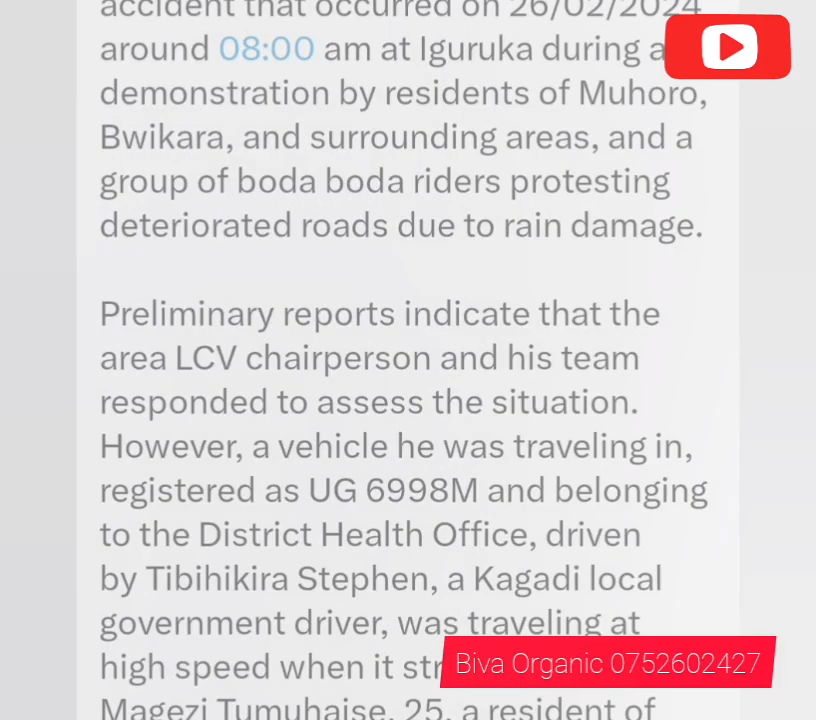 accident that occurred on 26/02/2024
around 08:00 am at Iguruka during a
demonstration by residents of Muhoro,
Bwikara, and surrounding areas, and a
group of boda boda riders protesting
deteriorated roads due to rain damage.
Preliminary reports indicate that the
area LCV chairperson and his team
responded to assess the situation.
However, a vehicle he was traveling in,
registered as UG 6998M and belonging
to the District Health Office, driven
by Tibihikira Stephen, a Kagadi local
government driver, was traveling at
high speed when it
Biva Organic 0752602427
Magezi Tumuhaise, 25, a resident of